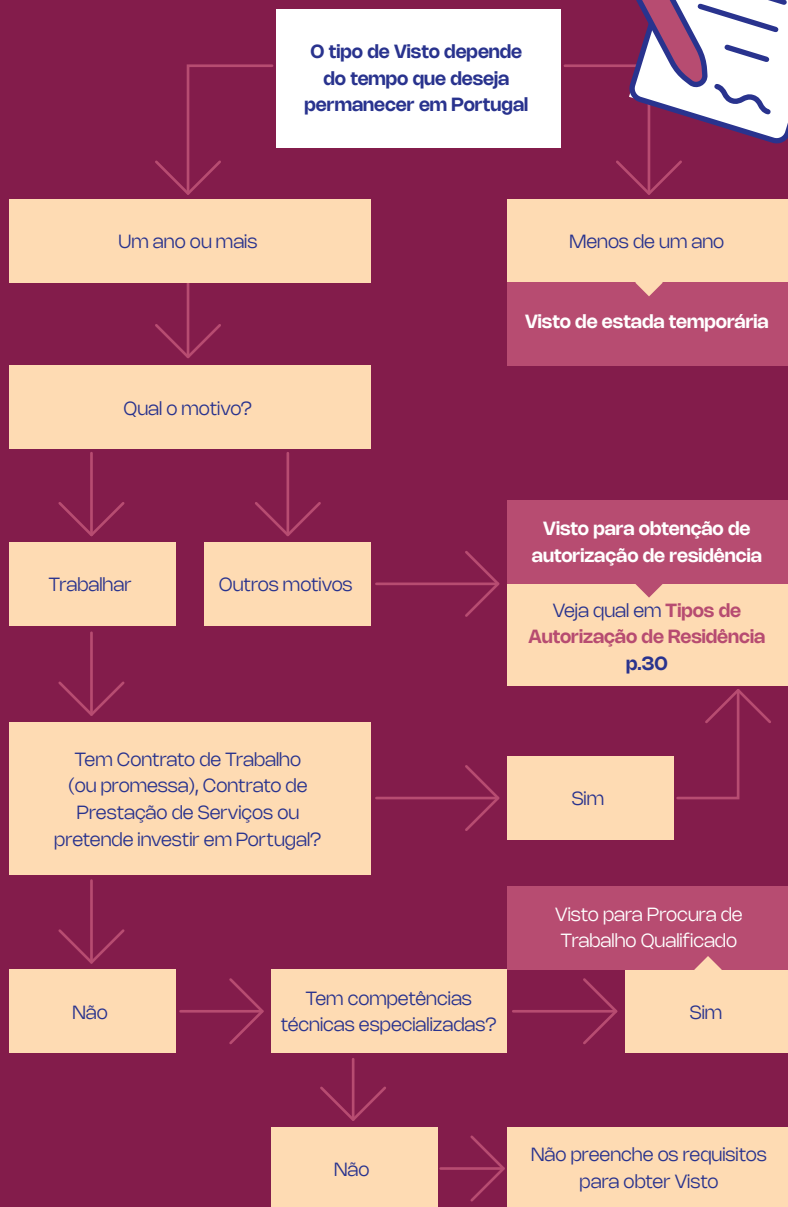 O tipo de Visto depende
do tempo que deseja
permanecer em Portugal
Um ano ou mais
Menos de um ano
Visto de estada temporária
Qual o motivo?
Trabalhar
Outros motivos
Visto para obtenção de
autorização de residência
Veja qual em Tipos de
Autorização de Residência
p.30
Tem Contrato de Trabalho
(ou promessa), Contrato de
Prestação de Serviços ou
pretende investir em Portugal?
Sim
Visto para Procura de
Trabalho Qualificado
Não
Tem competências
técnicas especializadas?
Sim
Não
Não preenche os requisitos
para obter Visto